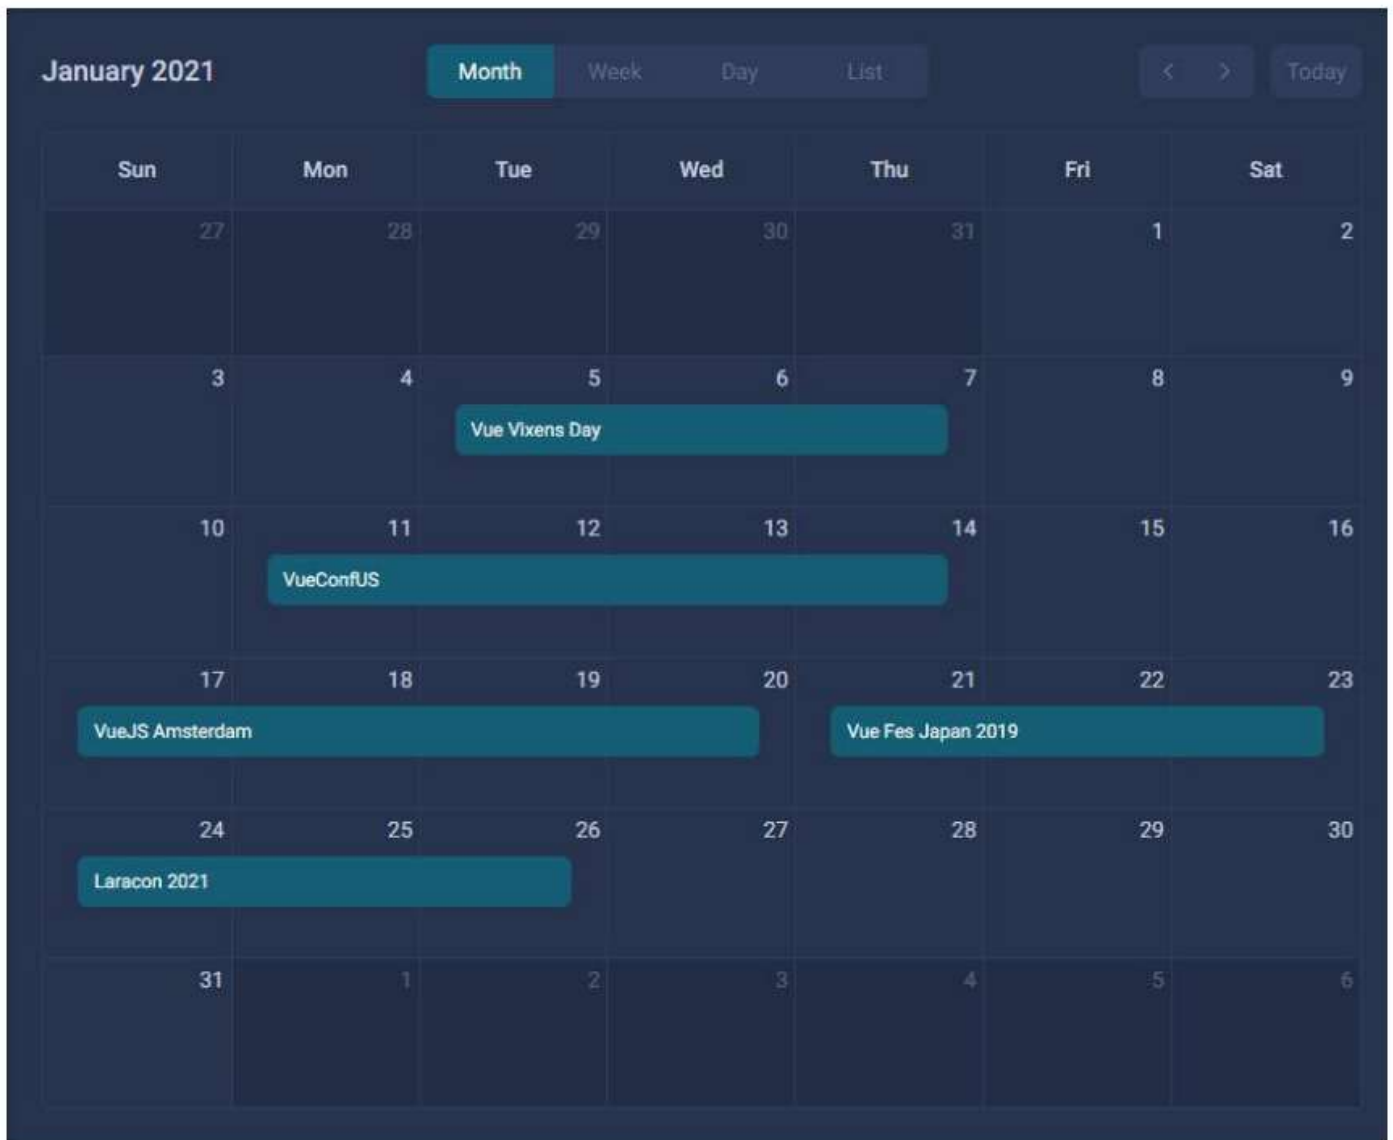 January 2021 Month Week Day List < > Today
Sun Mon Tue Wed Thu Fri Sat
27 28 29 30 31 1 2
3 4 5 6 7 8 9
Vue Vixens Day
10 11 12 13 14 15 16
VueConfUS
17 18 19 20 21 22 23
VueJS Amsterdam Vue Fes Japan 2019
24 25 26 27 28 29 30
Laracon 2021
31 1 2 3 4 5 6